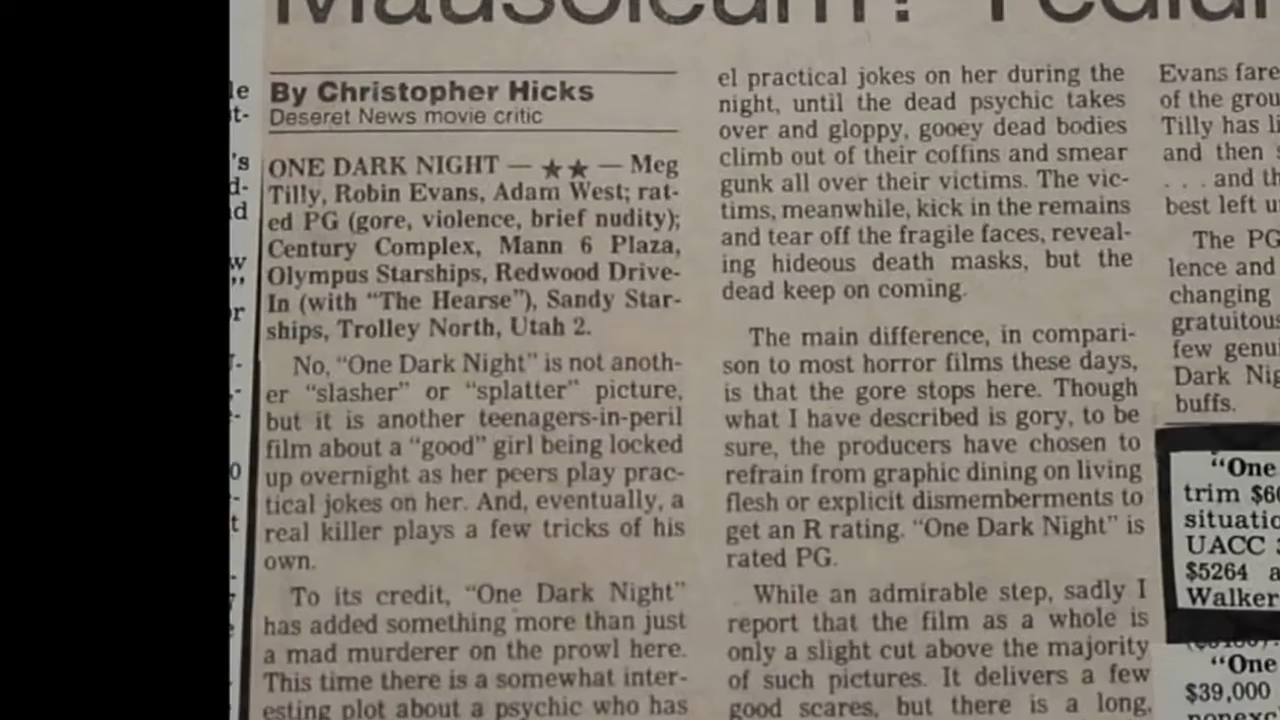 Mausoleum?
le
t-
's
d-
nd
w
”
or
-
0
-
t
By Christopher Hicks
Deseret News movie critic
ONE DARK NIGHT — ★★ — Meg
Tilly, Robin Evans, Adam West; rat-
ed PG (gore, violence, brief nudity);
Century Complex, Mann 6 Plaza,
Olympus Starships, Redwood Drive-
In (with “The Hearse”), Sandy Star-
ships, Trolley North, Utah 2.
No, “One Dark Night” is not anoth-
er “slasher” or “splatter” picture,
but it is another teenagers-in-peril
film about a “good” girl being locked
up overnight as her peers play prac-
tical jokes on her. And, eventually, a
real killer plays a few tricks of his
own.
To its credit, “One Dark Night”
has added something more than just
a mad murderer on the prowl here.
This time there is a somewhat inter-
esting plot about a psychic who has
el practical jokes on her during the
night, until the dead psychic takes
over and gloppy, gooey dead bodies
climb out of their coffins and smear
gunk all over their victims. The vic-
tims, meanwhile, kick in the remains
and tear off the fragile faces, reveal-
ing hideous death masks, but the
dead keep on coming.
The main difference, in compari-
son to most horror films these days,
is that the gore stops here. Though
what I have described is gory, to be
sure, the producers have chosen to
refrain from graphic dining on living
flesh or explicit dismemberments to
get an R rating. “One Dark Night” is
rated PG.
While an admirable step, sadly I
report that the film as a whole is
only a slight cut above the majority
of such pictures. It delivers a few
good scares, but there is a long,
Evans fare
of the grou
Tilly has li
and then
. . . and th
best left u
The PG
lence and
changing
gratuitous
few genui
Dark Nig
buffs.
“One
trim $60
situatio
UACC
$5264 a
Walker
“One
$39,000